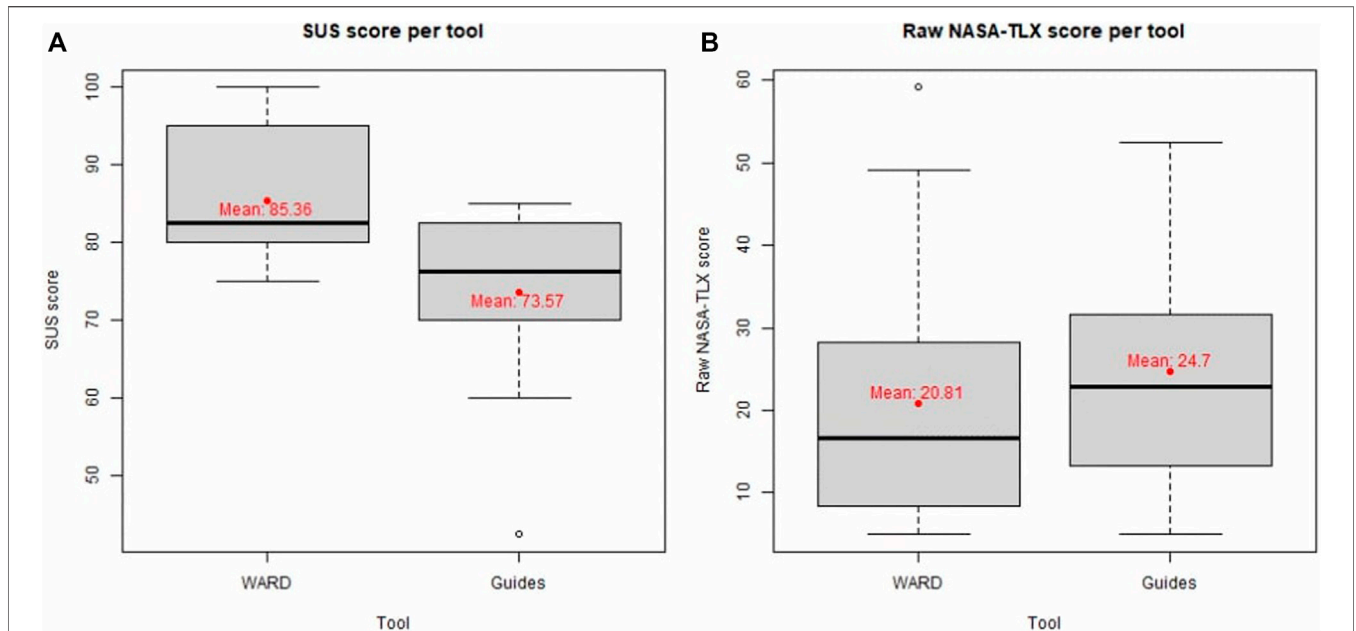 A
SUS score per tool
SUS score
100
90
80
70
60
50
Mean: 85.36
Mean: 73.57
WARD
Guides
Tool
B
Raw NASA-TLX score per tool
Raw NASA-TLX score
60
50
40
30
20
10
Mean: 20.81
Mean: 24.7
WARD
Guides
Tool